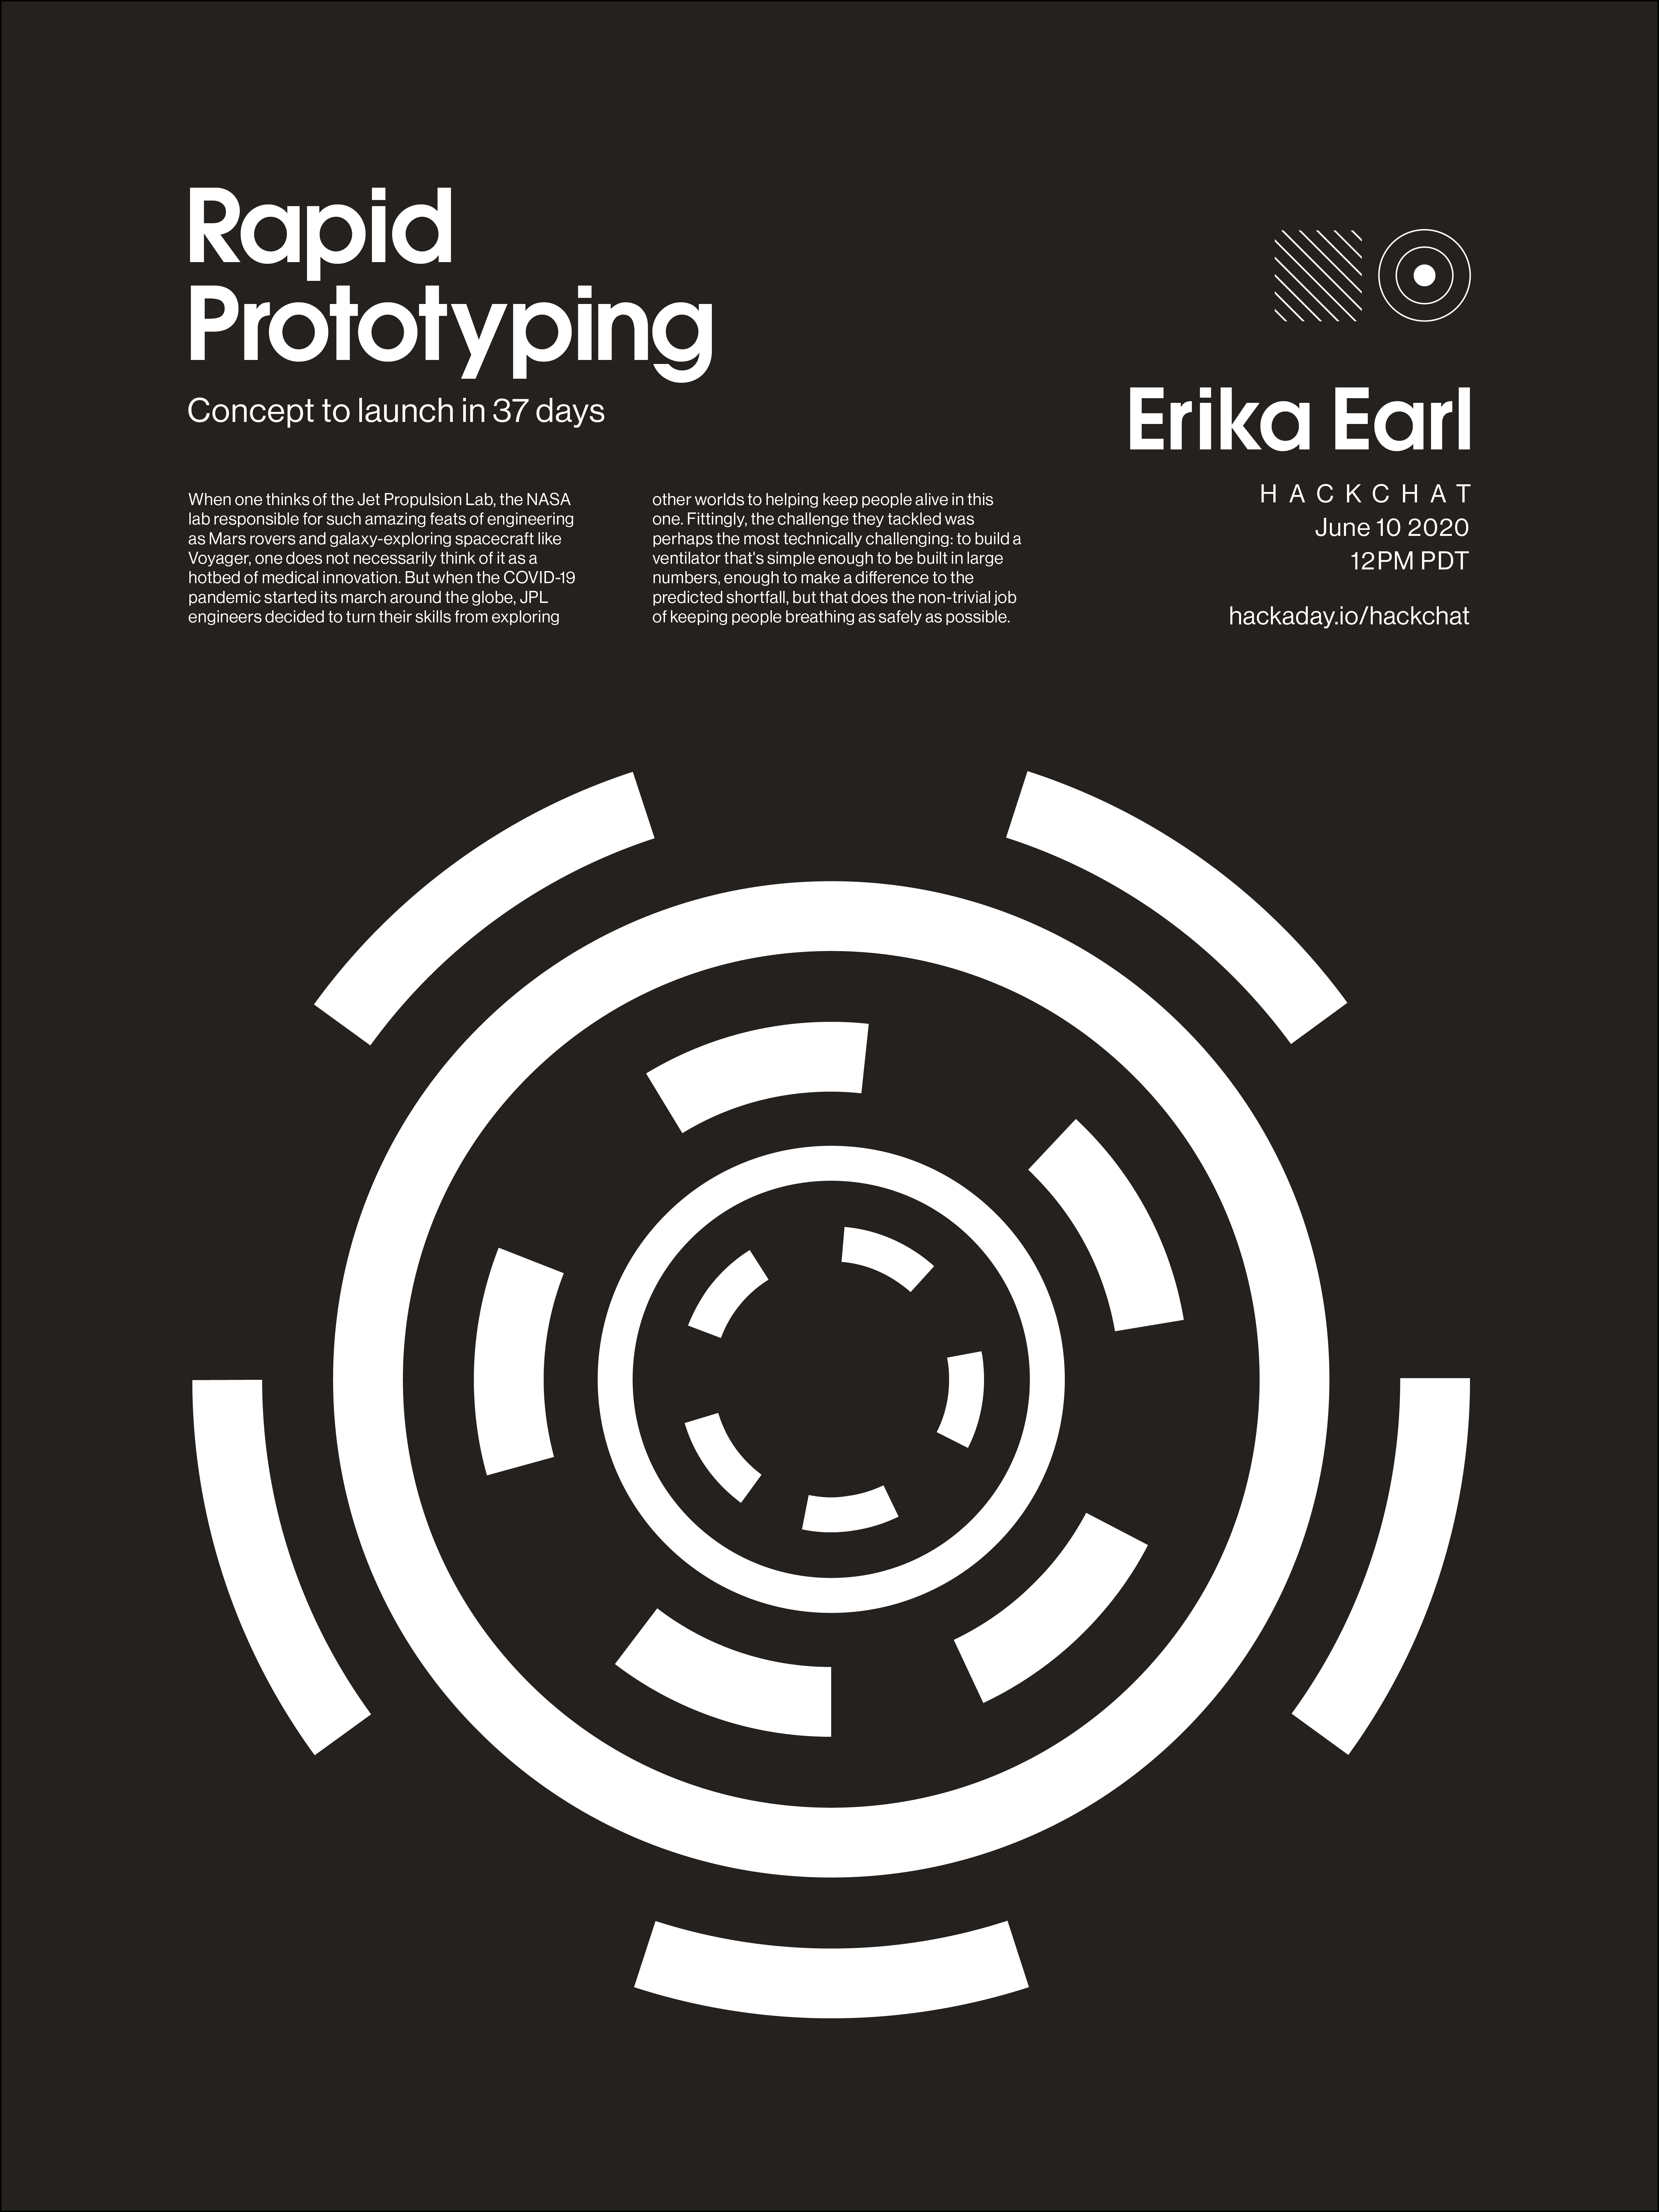 Rapid
Prototyping
Concept to launch in 37 days
When one thinks of the Jet Propulsion Lab, the NASA
lab responsible for such amazing feats of engineering
as Mars rovers and galaxy-exploring spacecraft like
Voyager, one does not necessarily think of it as a
hotbed of medical innovation. But when the COVID-19
pandemic started its march around the globe, JPL
engineers decided to turn their skills from exploring
other worlds to helping keep people alive in this
one. Fittingly, the challenge they tackled was
perhaps the most technically challenging: to build a
ventilator that's simple enough to be built in large
numbers, enough to make a difference to the
predicted shortfall, but that does the non-trivial job
of keeping people breathing as safely as possible.
Erika Earl
HACKCHAT
June 10 2020
12PM PDT
hackaday.io/hackchat